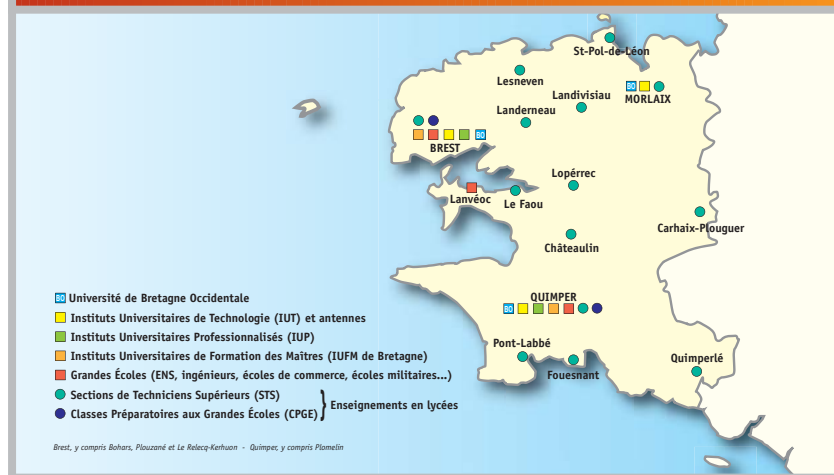 St-Pol-de-Léon
Lesneven
BO
MORLAIX
Landivisiau
Landerneau
BO
BREST
Lopérrec
Lanvéoc
Le Faou
Carhaix-Plouguer
Châteaulin
QUIMPER
BO
Pont-Labbé
Fouesnant
Quimperlé
BO Université de Bretagne Occidentale
Instituts Universitaires de Technologie (IUT) et antennes
Instituts Universitaires Professionnalisés (IUP)
Instituts Universitaires de Formation des Maîtres (IUFM de Bretagne)
Grandes Écoles (ENS, ingénieurs, écoles de commerce, écoles militaires...)
Sections de Techniciens Supérieurs (STS)
Classes Préparatoires aux Grandes Écoles (CPGE)
} Enseignements en lycées
Brest, y compris Bohars, Plouzané et Le Relecq-Kerhuon - Quimper, y compris Plomelin